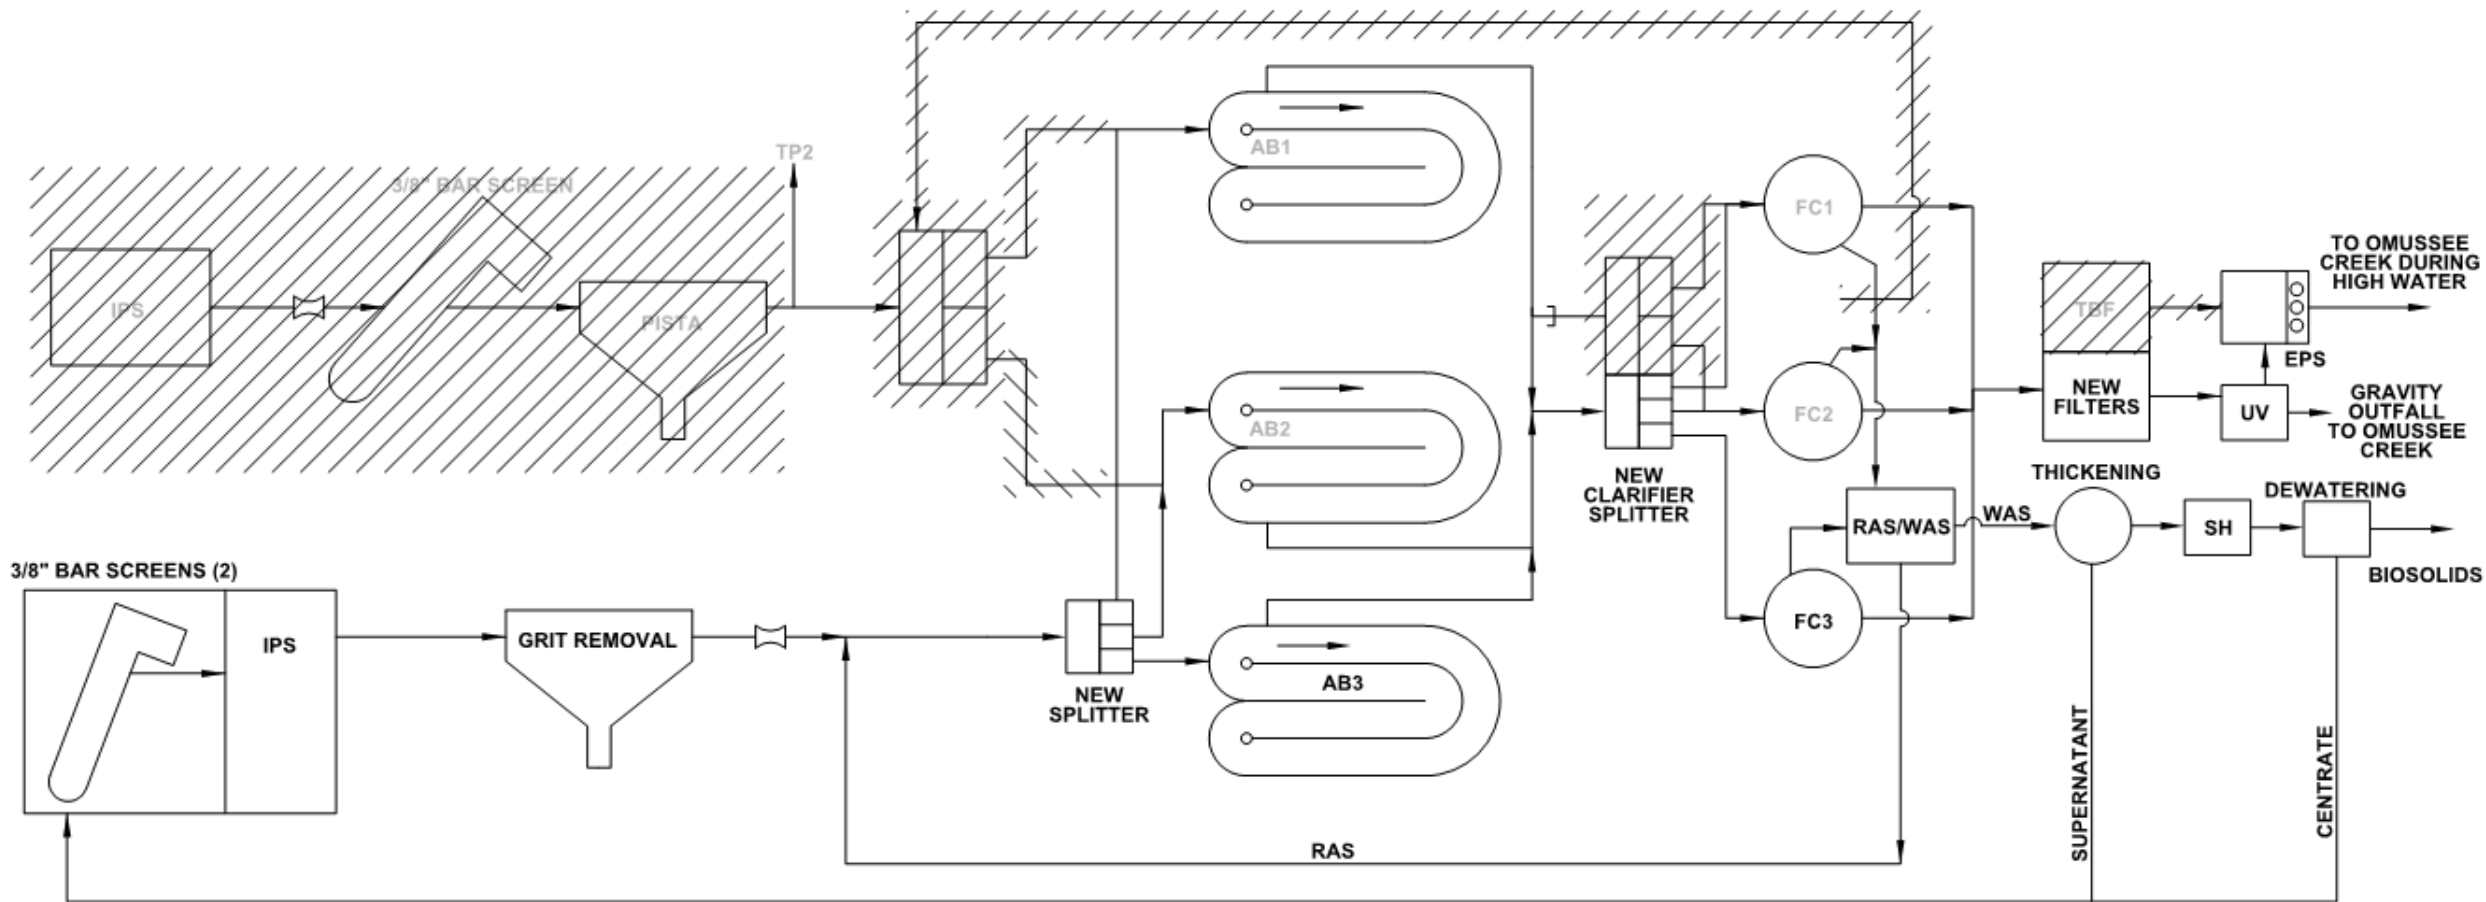 TP2
3/8" BAR SCREEN
IPS
PISTA
AB1
AB2
FC1
FC2
TBF
NEW
FILTERS
TO OMUSSEE
CREEK DURING
HIGH WATER
EPS
UV
GRAVITY
OUTFALL
TO OMUSSEE
CREEK
NEW
CLARIFIER
SPLITTER
THICKENING
DEWATERING
RAS/WAS
WAS
SH
BIOSOLIDS
3/8" BAR SCREENS (2)
IPS
GRIT REMOVAL
NEW
SPLITTER
AB3
FC3
RAS
SUPERNATANT
CENTRATE